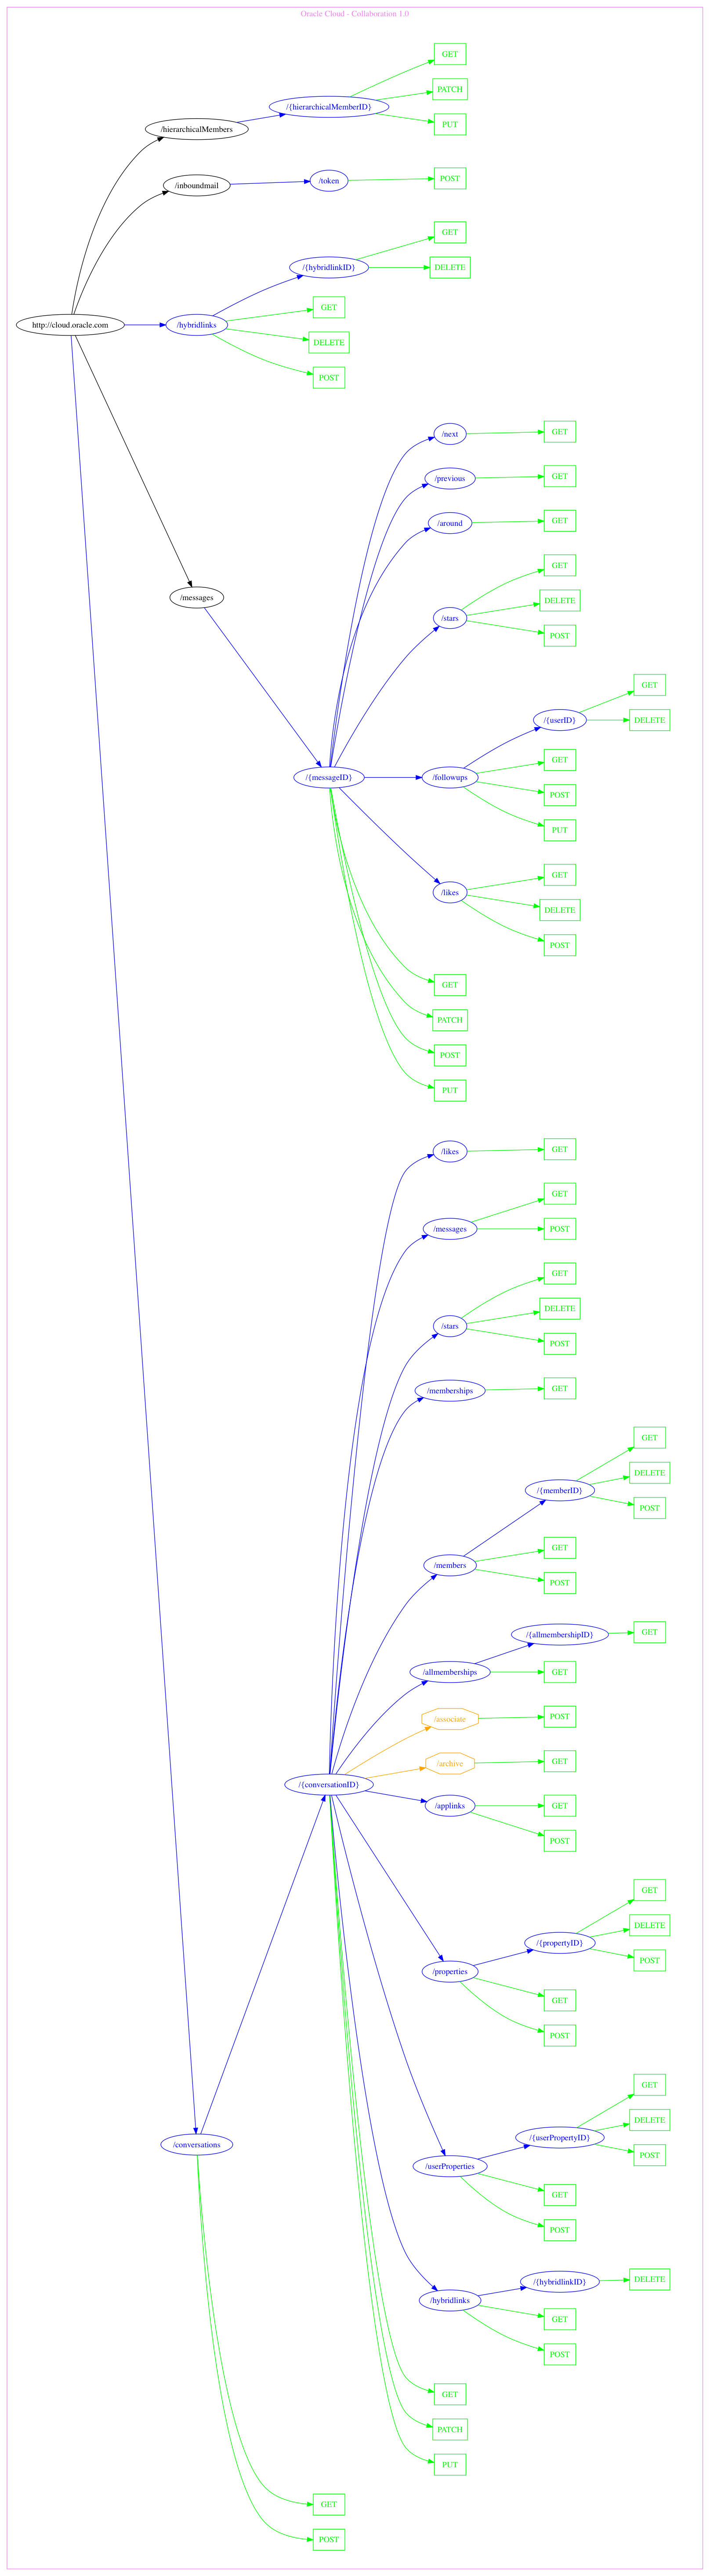 Oracle Cloud - Collaboration 1.0
GET
PATCH
/{hierarchicalMemberID}
PUT
/hierarchicalMembers
/inboundmail
/token
POST
GET
/{hybridlinkID}
DELETE
GET
http://cloud.oracle.com
/hybridlinks
DELETE
POST
/next
GET
/previous
GET
/around
GET
GET
DELETE
/messages
/stars
POST
GET
/{userID}
DELETE
GET
/{messageID}
/followups
POST
PUT
GET
/likes
DELETE
POST
GET
PATCH
POST
PUT
/likes
GET
GET
/messages
POST
GET
DELETE
/stars
POST
/memberships
GET
GET
DELETE
/{memberID}
POST
GET
/members
POST
/{allmembershipID}
GET
/allmemberships
GET
/associate
POST
/archive
GET
/{conversationID}
/applinks
GET
POST
GET
DELETE
/{propertyID}
POST
/properties
GET
POST
GET
DELETE
/conversations
/{userPropertyID}
POST
/userProperties
GET
POST
/{hybridlinkID}
DELETE
/hybridlinks
GET
POST
GET
PATCH
PUT
GET
POST